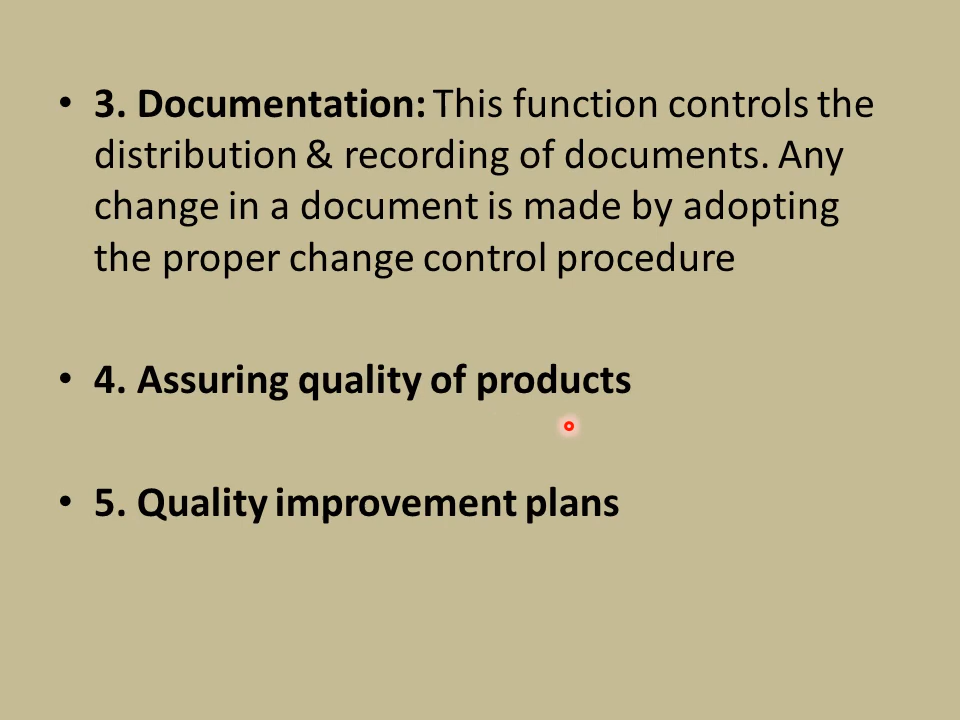 • 3. Documentation: This function controls the
distribution & recording of documents. Any
change in a document is made by adopting
the proper change control procedure
• 4. Assuring quality of products
• 5. Quality improvement plans